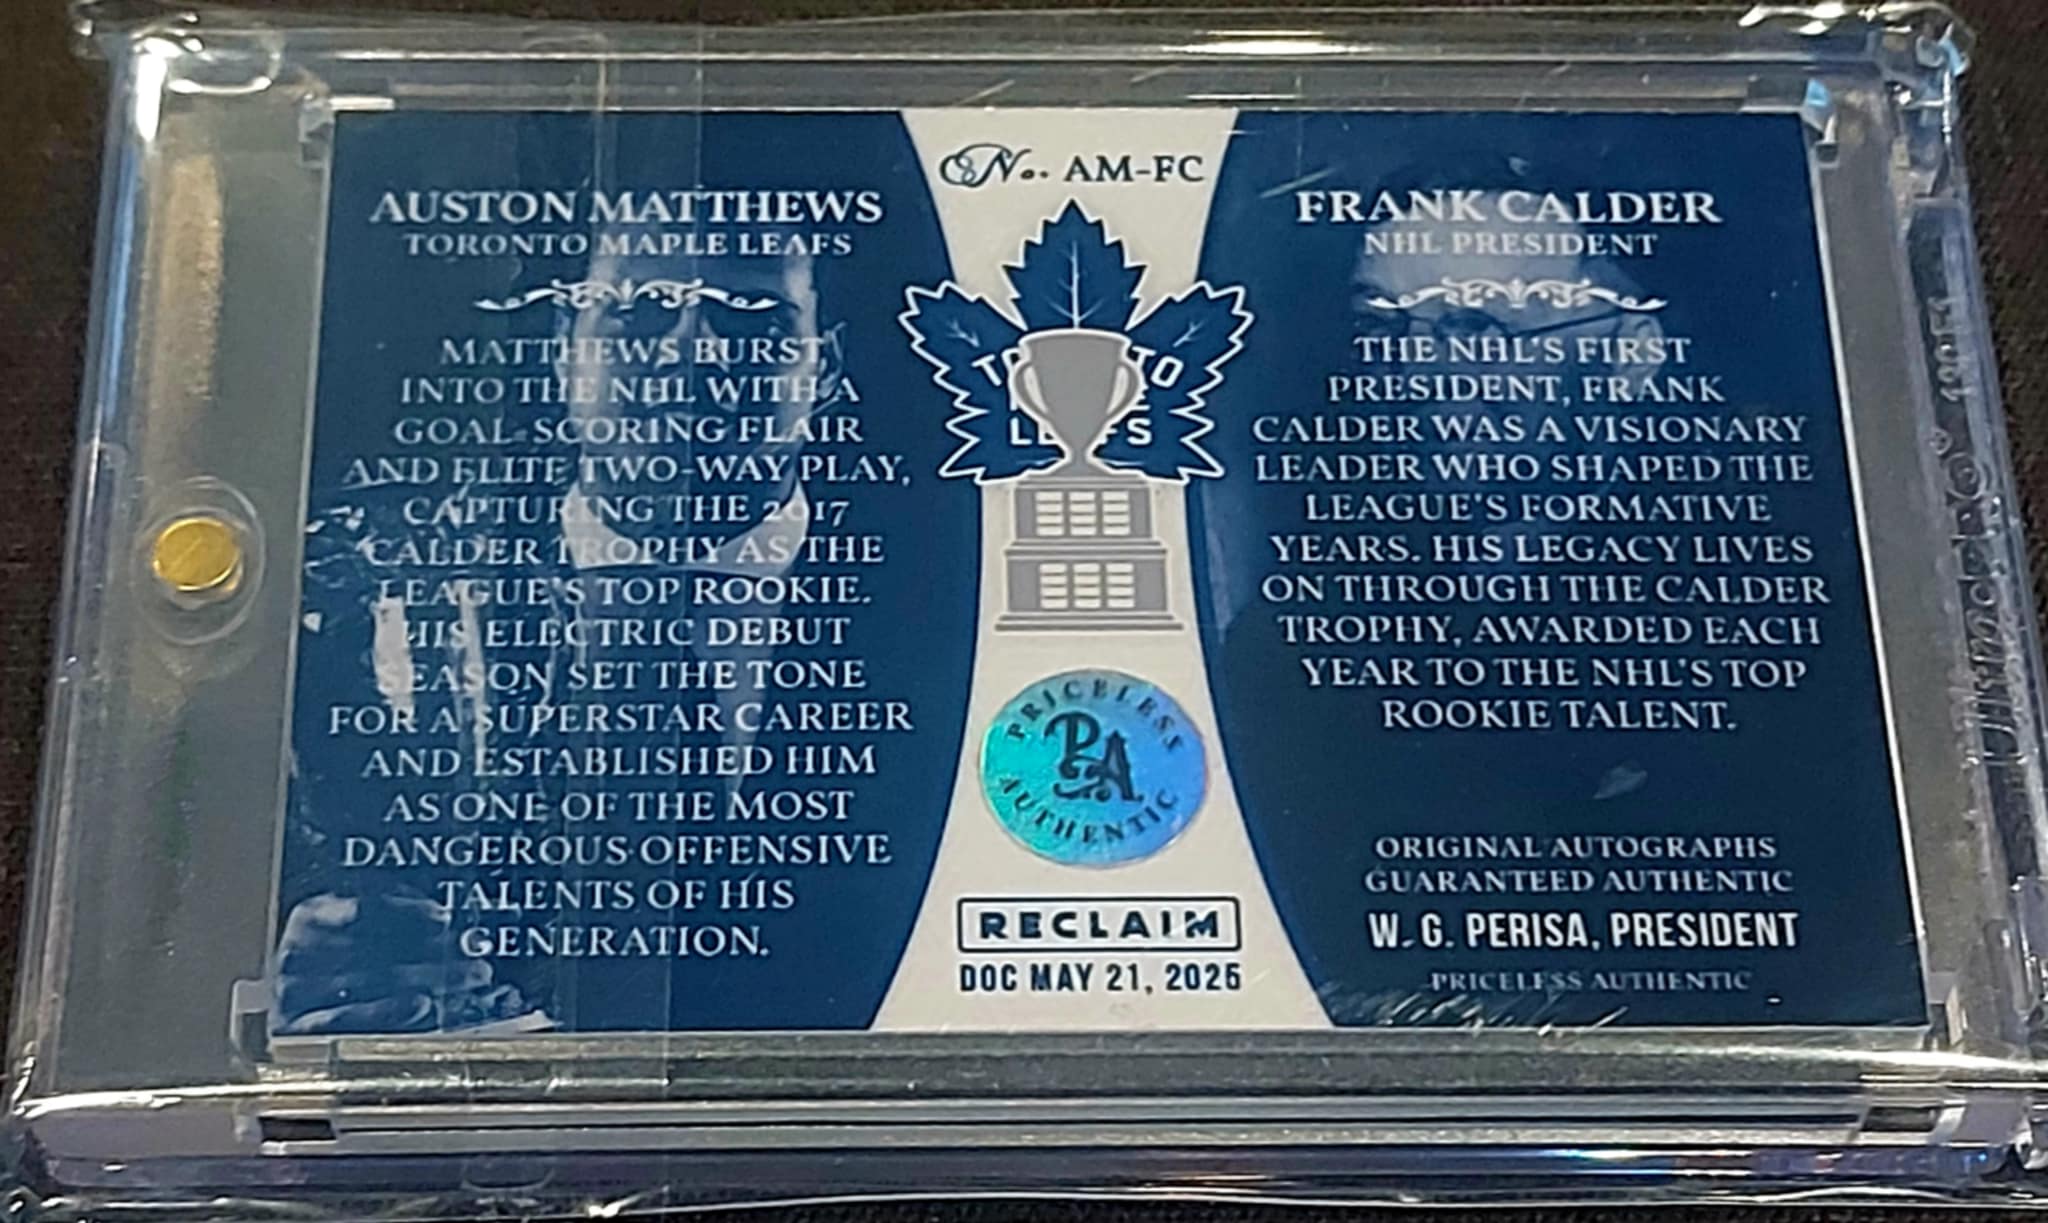 No. AM-FC
AUSTON MATTHEWS
TORONTO MAPLE LEAFS
MATTHEWS BURST
INTO THE NHL WITH A
GOAL-SCORING FLAIR
AND ELITE TWO-WAY PLAY,
CAPTURING THE 2017
CALDER TROPHY AS THE
LEAGUE'S TOP ROOKIE.
HIS ELECTRIC DEBUT
SEASON SET THE TONE
FOR A SUPERSTAR CAREER
AND ESTABLISHED HIM
AS ONE OF THE MOST
DANGEROUS OFFENSIVE
TALENTS OF HIS
GENERATION.
PRICELESS
PA
AUTHENTIC
RECLAIM
DOC MAY 21, 2025
FRANK CALDER
NHL PRESIDENT
THE NHL'S FIRST
PRESIDENT, FRANK
CALDER WAS A VISIONARY
LEADER WHO SHAPED THE
LEAGUE'S FORMATIVE
YEARS. HIS LEGACY LIVES
ON THROUGH THE CALDER
TROPHY, AWARDED EACH
YEAR TO THE NHL'S TOP
ROOKIE TALENT.
ORIGINAL AUTOGRAPHS
GUARANTEED AUTHENTIC
W. G. PERISA, PRESIDENT
PRICELESS AUTHENTIC